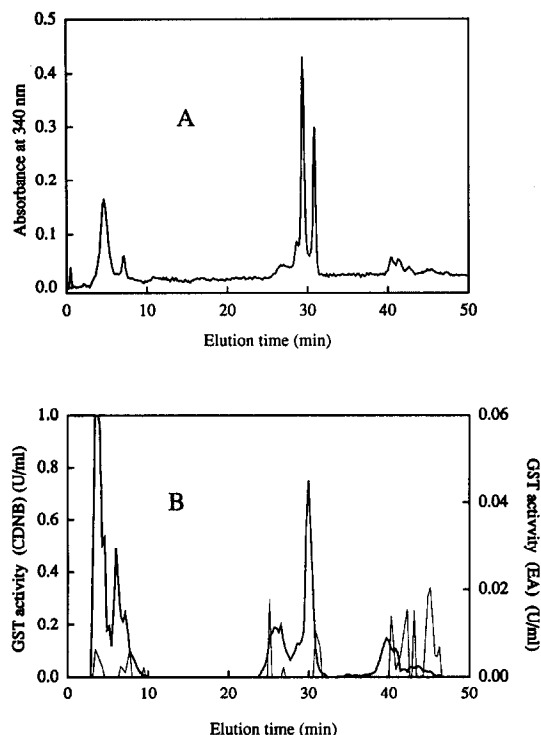 0.5
0.4
0.3
0.2
0.1
0.0
Absorbance at 340 nm
A
0 10 20 30 40 50
Elution time (min)
1.0
0.8
0.6
0.4
0.2
0.0
GST activity (CDNB) (U/ml)
B
0.06
0.04
0.02
0.00
GST activvity (EA) (U/ml)
0 10 20 30 40 50
Elution time (min)